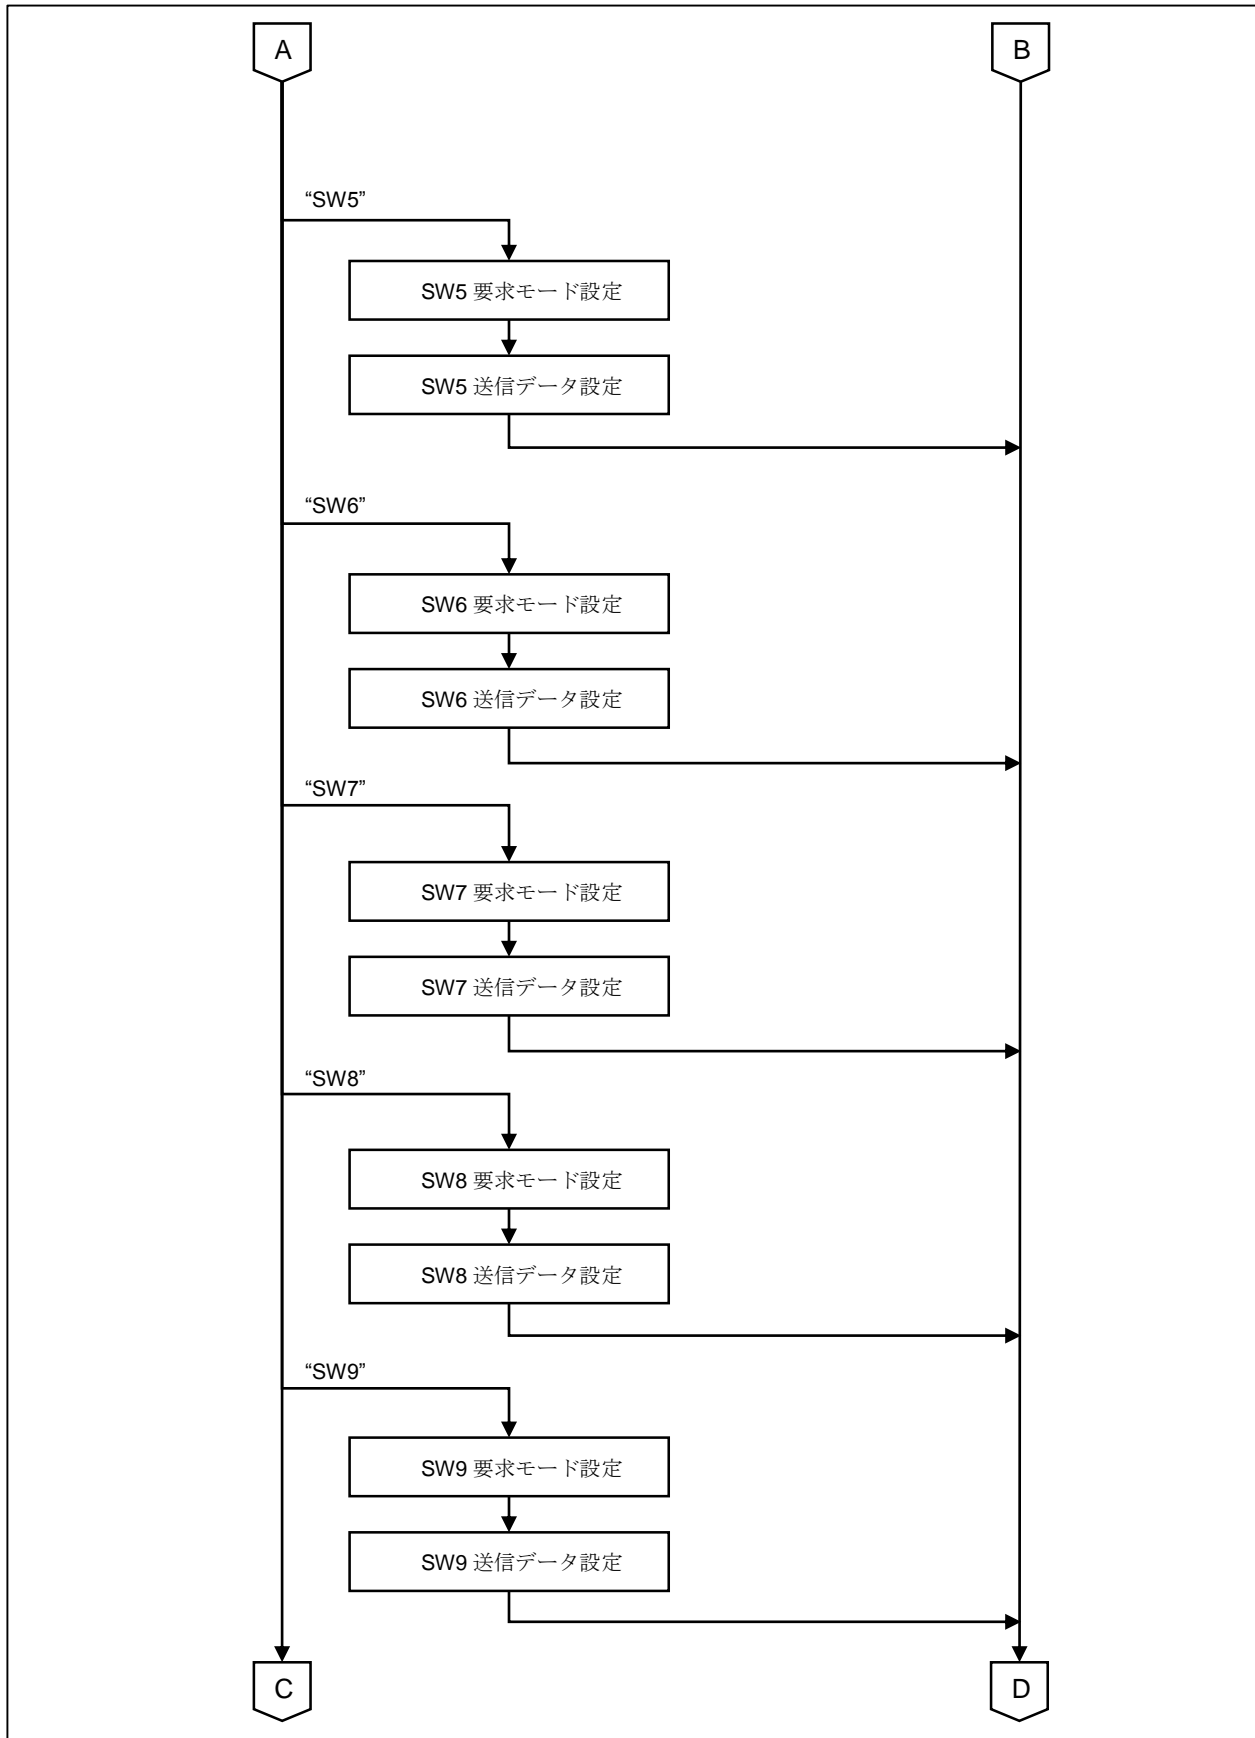 A
B
“SW5”
SW5 要求モード設定
SW5 送信データ設定
“SW6”
SW6 要求モード設定
SW6 送信データ設定
“SW7”
SW7 要求モード設定
SW7 送信データ設定
“SW8”
SW8 要求モード設定
SW8 送信データ設定
“SW9”
SW9 要求モード設定
SW9 送信データ設定
C
D